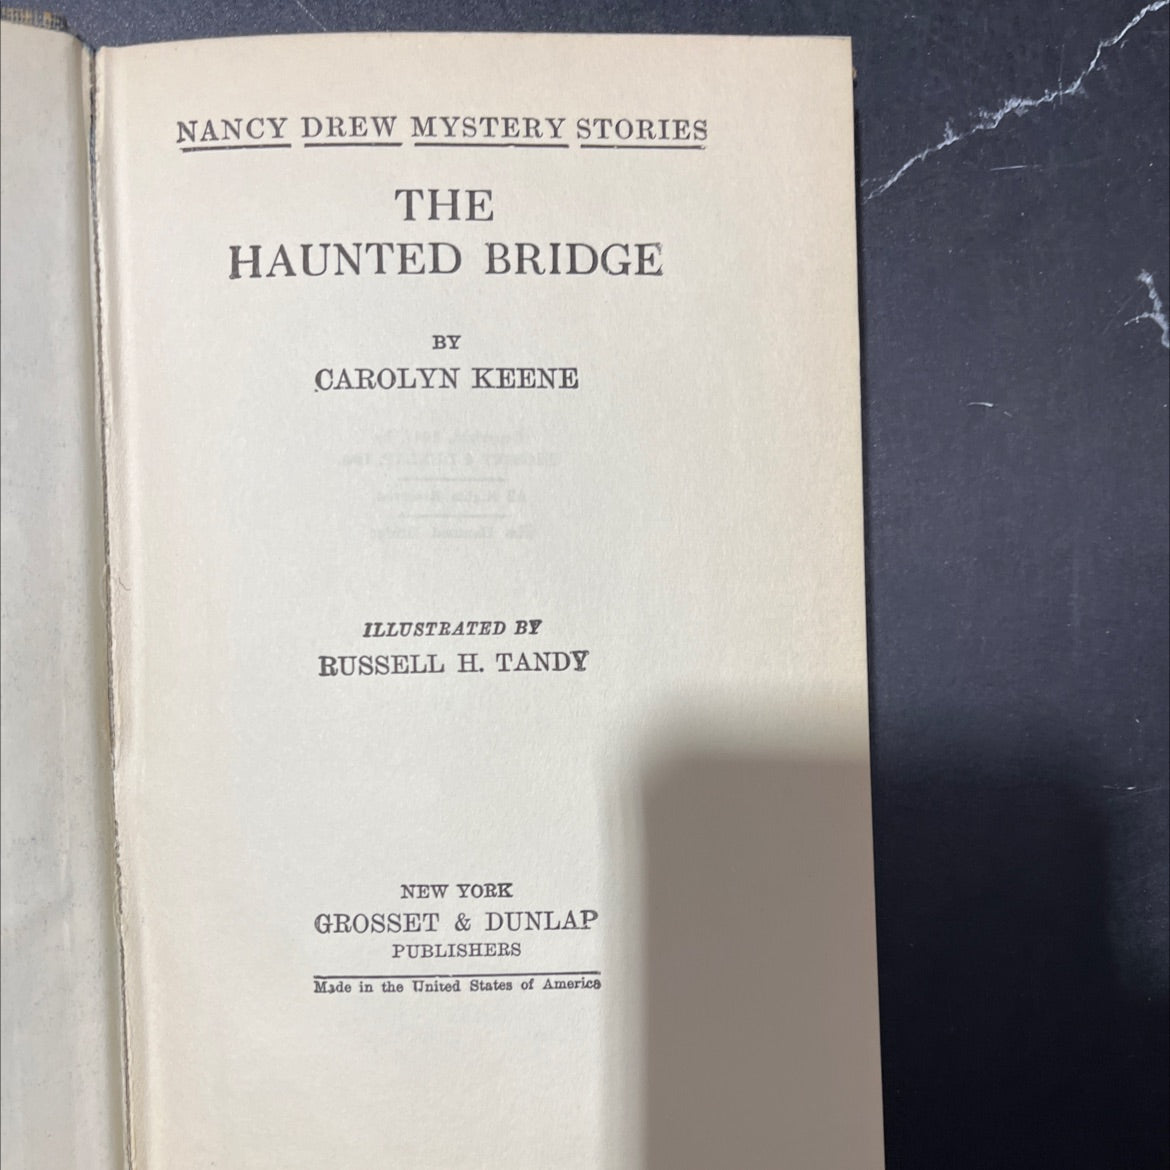 NANCY DREW MYSTERY STORIES
THE
HAUNTED BRIDGE
BY
CAROLYN KEENE
ILLUSTRATED BY
RUSSELL H. TANDY
NEW YORK
GROSSET & DUNLAP
PUBLISHERS
Made in the United States of America